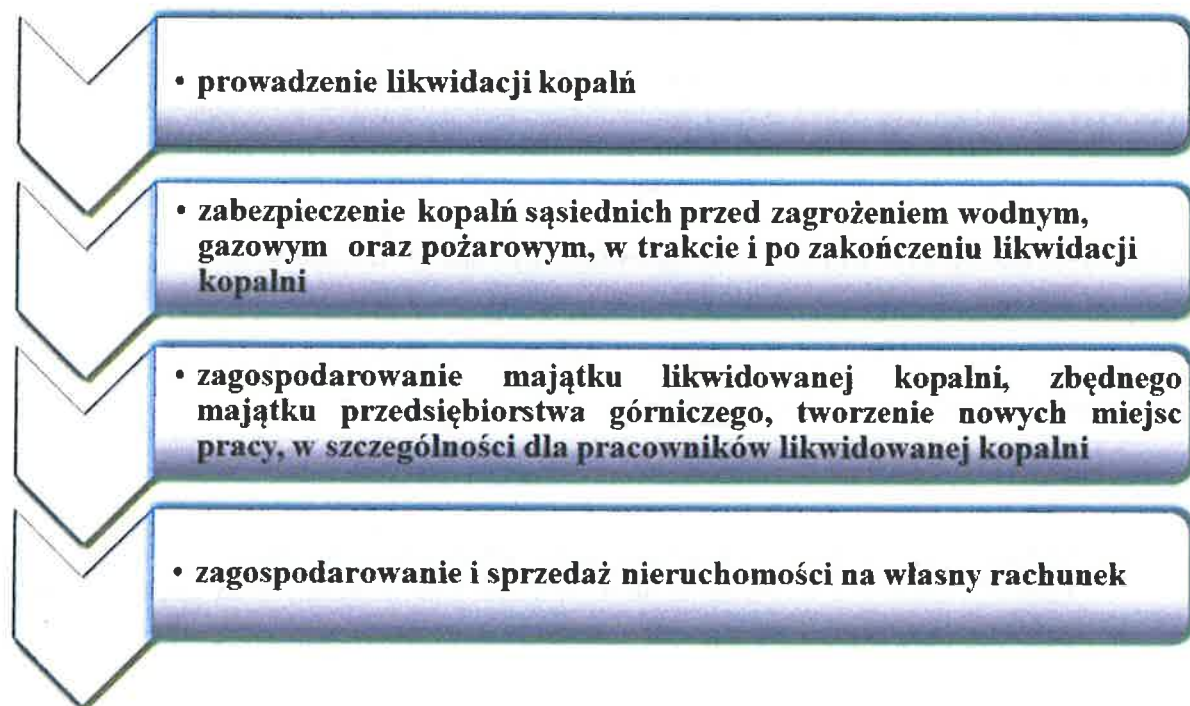 • prowadzenie likwidacji kopalń
• zabezpieczenie kopalń sąsiednich przed zagrożeniem wodnym,
gazowym oraz pożarowym, w trakcie i po zakończeniu likwidacji
kopalni
• zagospodarowanie majątku likwidowanej kopalni, zbędnego
majątku przedsiębiorstwa górniczego, tworzenie nowych miejsc
pracy, w szczególności dla pracowników likwidowanej kopalni
• zagospodarowanie i sprzedaż nieruchomości na własny rachunek